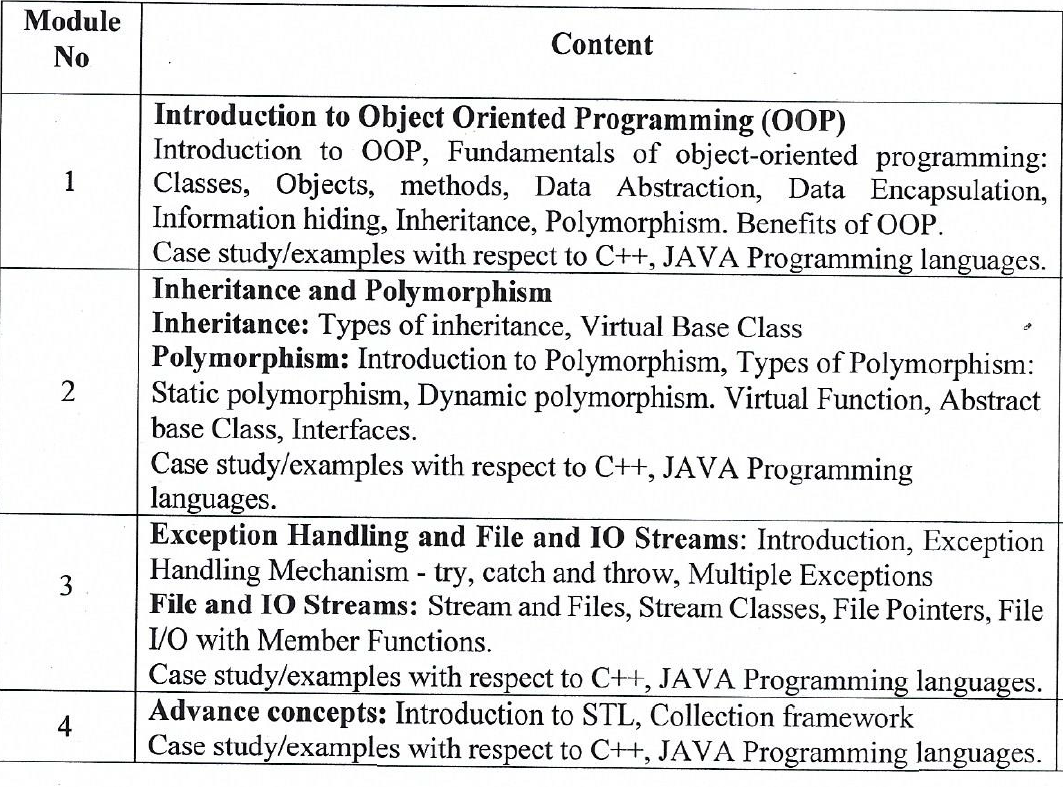 Module
No
Content
1
Introduction to Object Oriented Programming (OOP)
Introduction to OOP, Fundamentals of object-oriented programming:
Classes, Objects, methods, Data Abstraction, Data Encapsulation,
Information hiding, Inheritance, Polymorphism. Benefits of OOP.
Case study/examples with respect to C++, JAVA Programming languages.
2
Inheritance and Polymorphism
Inheritance: Types of inheritance, Virtual Base Class
Polymorphism: Introduction to Polymorphism, Types of Polymorphism:
Static polymorphism, Dynamic polymorphism. Virtual Function, Abstract
base Class, Interfaces.
Case study/examples with respect to C++, JAVA Programming
languages.
3
Exception Handling and File and IO Streams: Introduction, Exception
Handling Mechanism - try, catch and throw, Multiple Exceptions
File and IO Streams: Stream and Files, Stream Classes, File Pointers, File
I/O with Member Functions.
Case study/examples with respect to C++, JAVA Programming languages.
4
Advance concepts: Introduction to STL, Collection framework
Case study/examples with respect to C++, JAVA Programming languages.